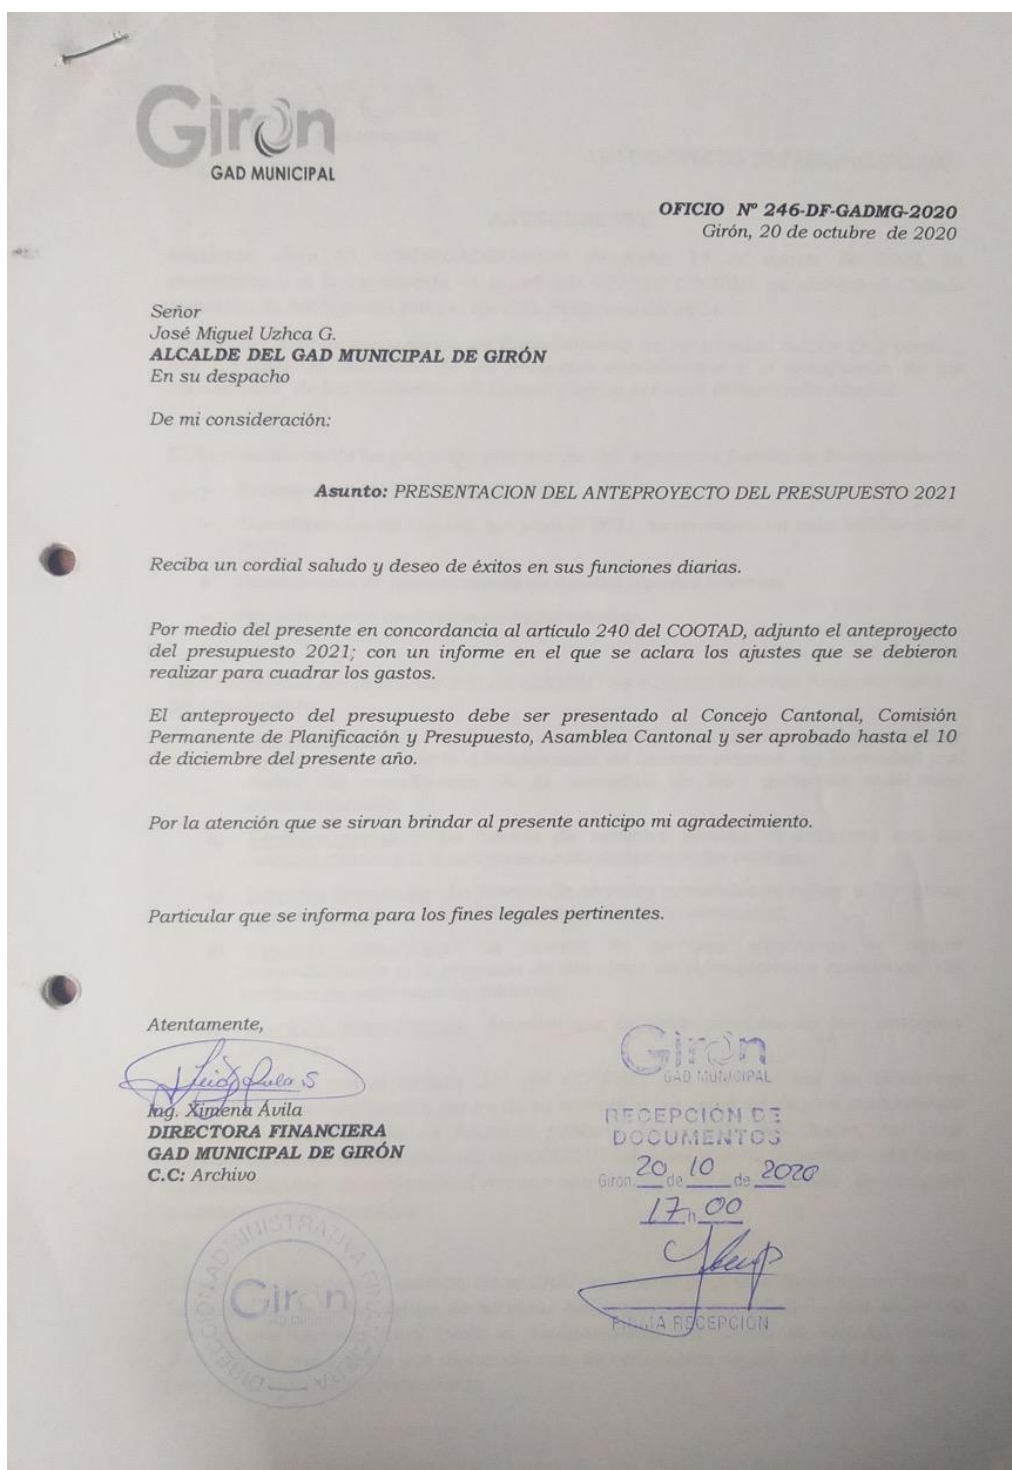 Girón
GAD MUNICIPAL
OFICIO Nº 246-DF-GADMG-2020
Girón, 20 de octubre de 2020
Señor
José Miguel Uzhca G.
ALCALDE DEL GAD MUNICIPAL DE GIRÓN
En su despacho
De mi consideración:
Asunto: PRESENTACION DEL ANTEPROYECTO DEL PRESUPUESTO 2021
Reciba un cordial saludo y deseo de éxitos en sus funciones diarias.
Por medio del presente en concordancia al artículo 240 del COOTAD, adjunto el anteproyecto
del presupuesto 2021; con un informe en el que se aclara los ajustes que se debieron
realizar para cuadrar los gastos.
El anteproyecto del presupuesto debe ser presentado al Concejo Cantonal, Comisión
Permanente de Planificación y Presupuesto, Asamblea Cantonal y ser aprobado hasta el 10
de diciembre del presente año.
Por la atención que se sirvan brindar al presente anticipo mi agradecimiento.
Particular que se informa para los fines legales pertinentes.
Atentamente,
Ing. Ximena Ávila
DIRECTORA FINANCIERA
GAD MUNICIPAL DE GIRÓN
C.C: Archivo
Girón
GAD MUNICIPAL
RECEPCIÓN DE
DOCUMENTOS
Girón, 20 de 10 de 2020
17 h 00
FIRMA RECEPCIÓN
DIRECCIÓN ADMINISTRATIVA FINANCIERA
Girón